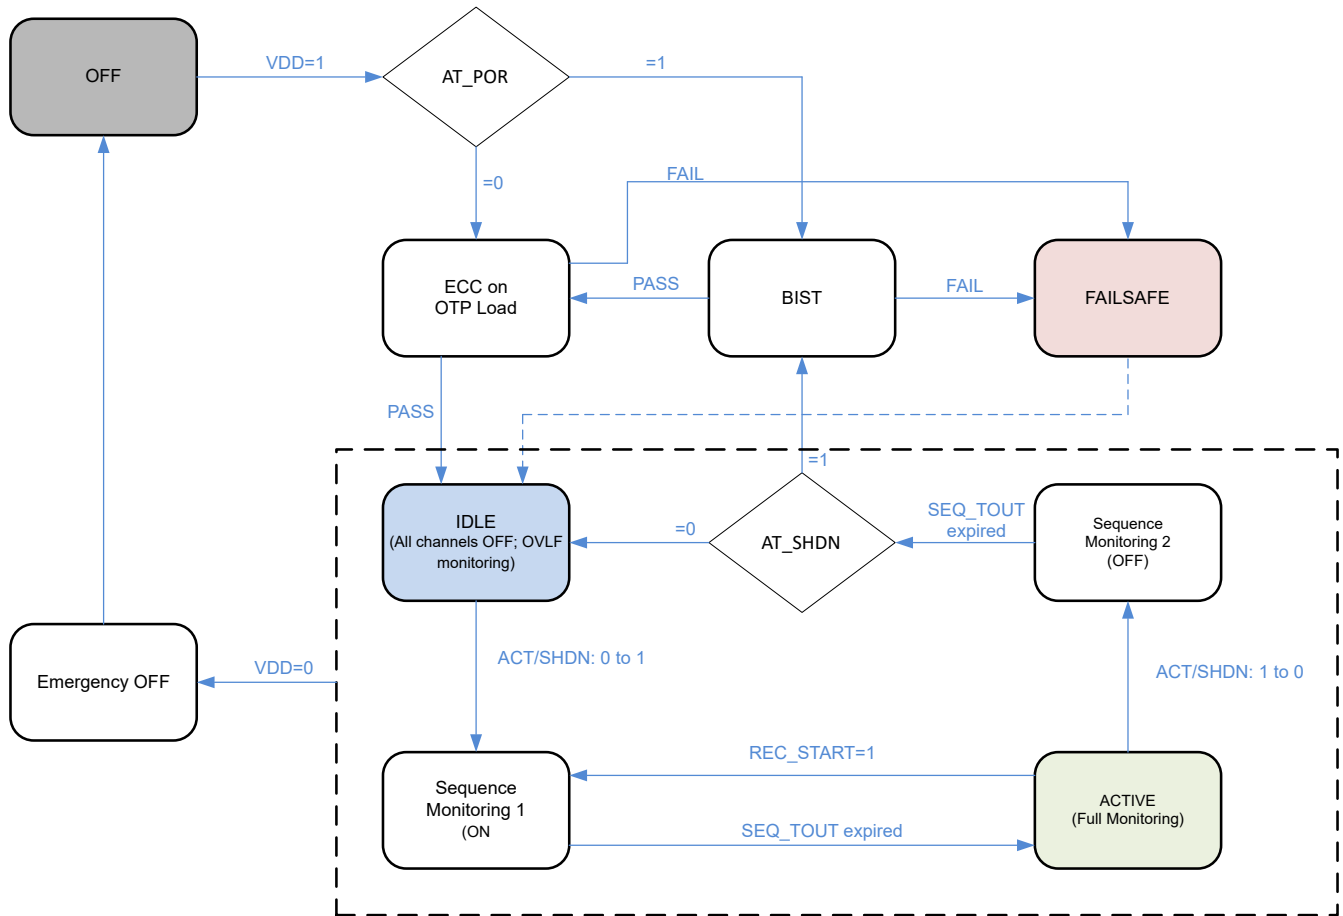 OFF
VDD=1
AT_POR
=1
=0
FAIL
ECC on
OTP Load
PASS
BIST
FAIL
FAILSAFE
PASS
=1
IDLE
(All channels OFF; OVLF
monitoring)
=0
AT_SHDN
SEQ_TOUT
expired
Sequence
Monitoring 2
(OFF)
Emergency OFF
VDD=0
ACT/SHDN: 0 to 1
ACT/SHDN: 1 to 0
REC_START=1
Sequence
Monitoring 1
(ON
SEQ_TOUT expired
ACTIVE
(Full Monitoring)